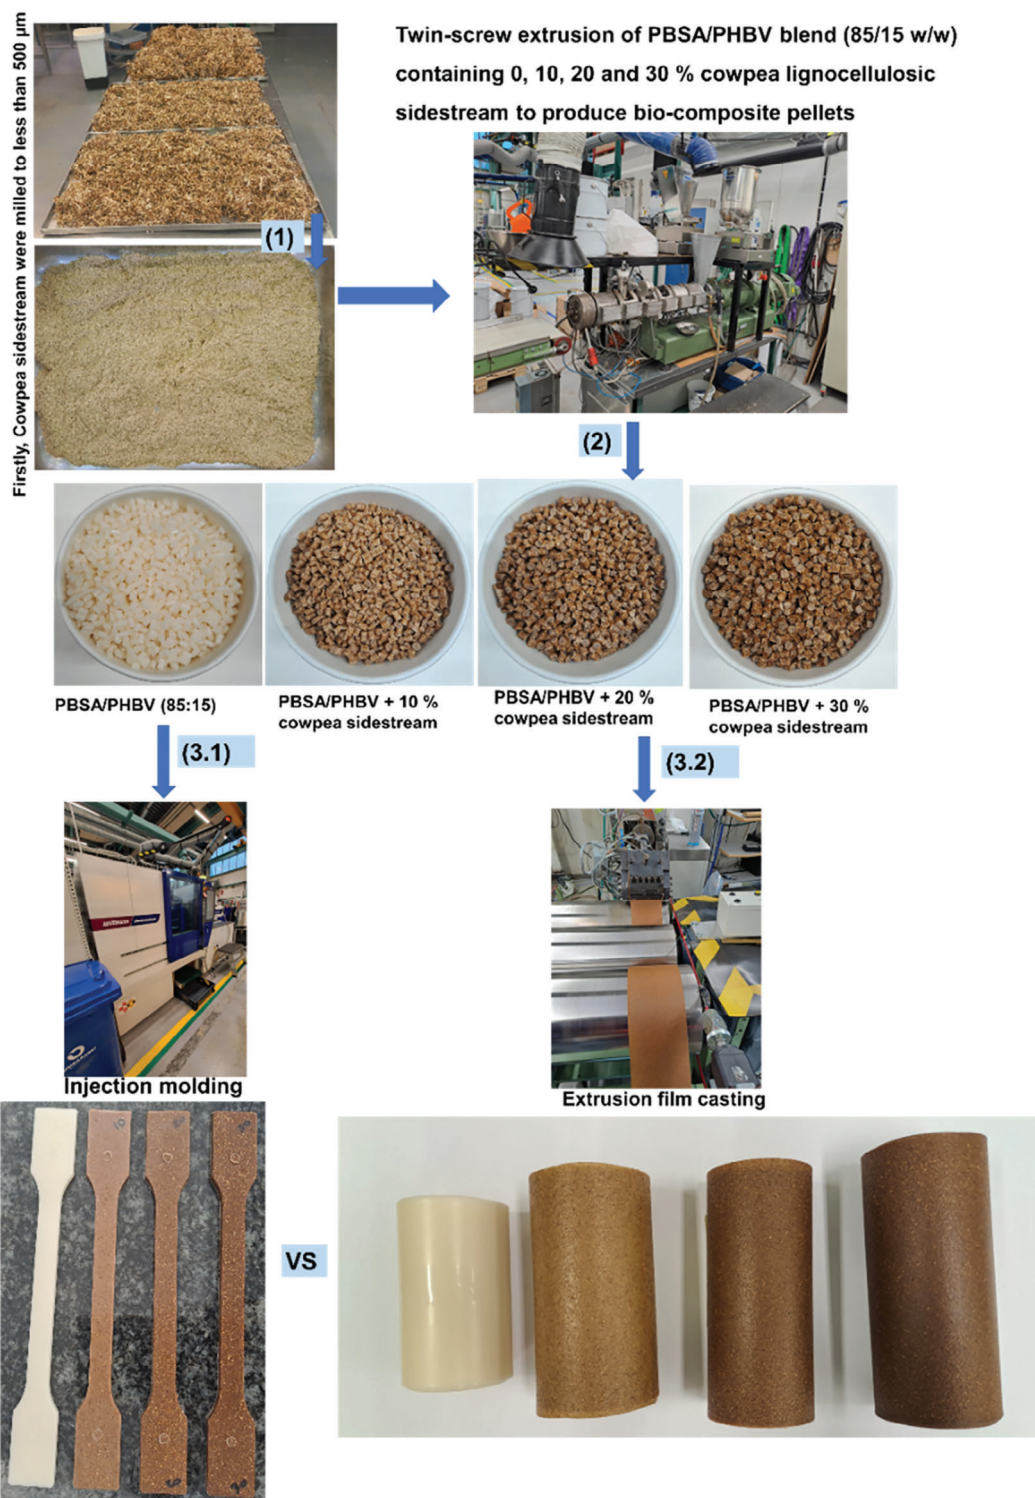 Firstly, Cowpea sidestream were milled to less than 500 µm
Twin-screw extrusion of PBSA/PHBV blend (85/15 w/w)
containing 0, 10, 20 and 30 % cowpea lignocellulosic
sidestream to produce bio-composite pellets
(1)
(2)
PBSA/PHBV (85:15)
PBSA/PHBV + 10 %
cowpea sidestream
PBSA/PHBV + 20 %
cowpea sidestream
PBSA/PHBV + 30 %
cowpea sidestream
(3.1)
(3.2)
Injection molding
Extrusion film casting
VS